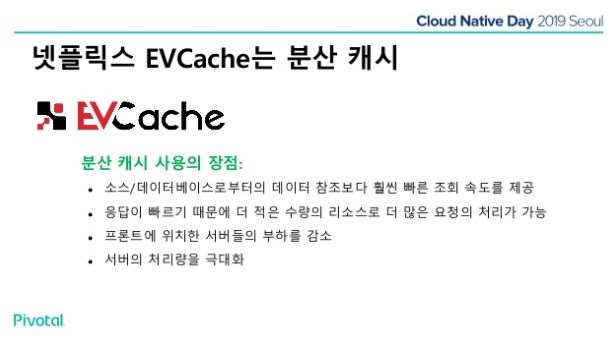 Cloud Native Day 2019 Seoul
넷플릭스 EVCache는 분산 캐시
EVCache
분산 캐시 사용의 장점:
• 소스/데이터베이스로부터의 데이터 참조보다 훨씬 빠른 조회 속도를 제공
• 응답이 빠르기 때문에 더 적은 수량의 리소스로 더 많은 요청의 처리가 가능
• 프론트에 위치한 서버들의 부하를 감소
• 서버의 처리량을 극대화
Pivotal